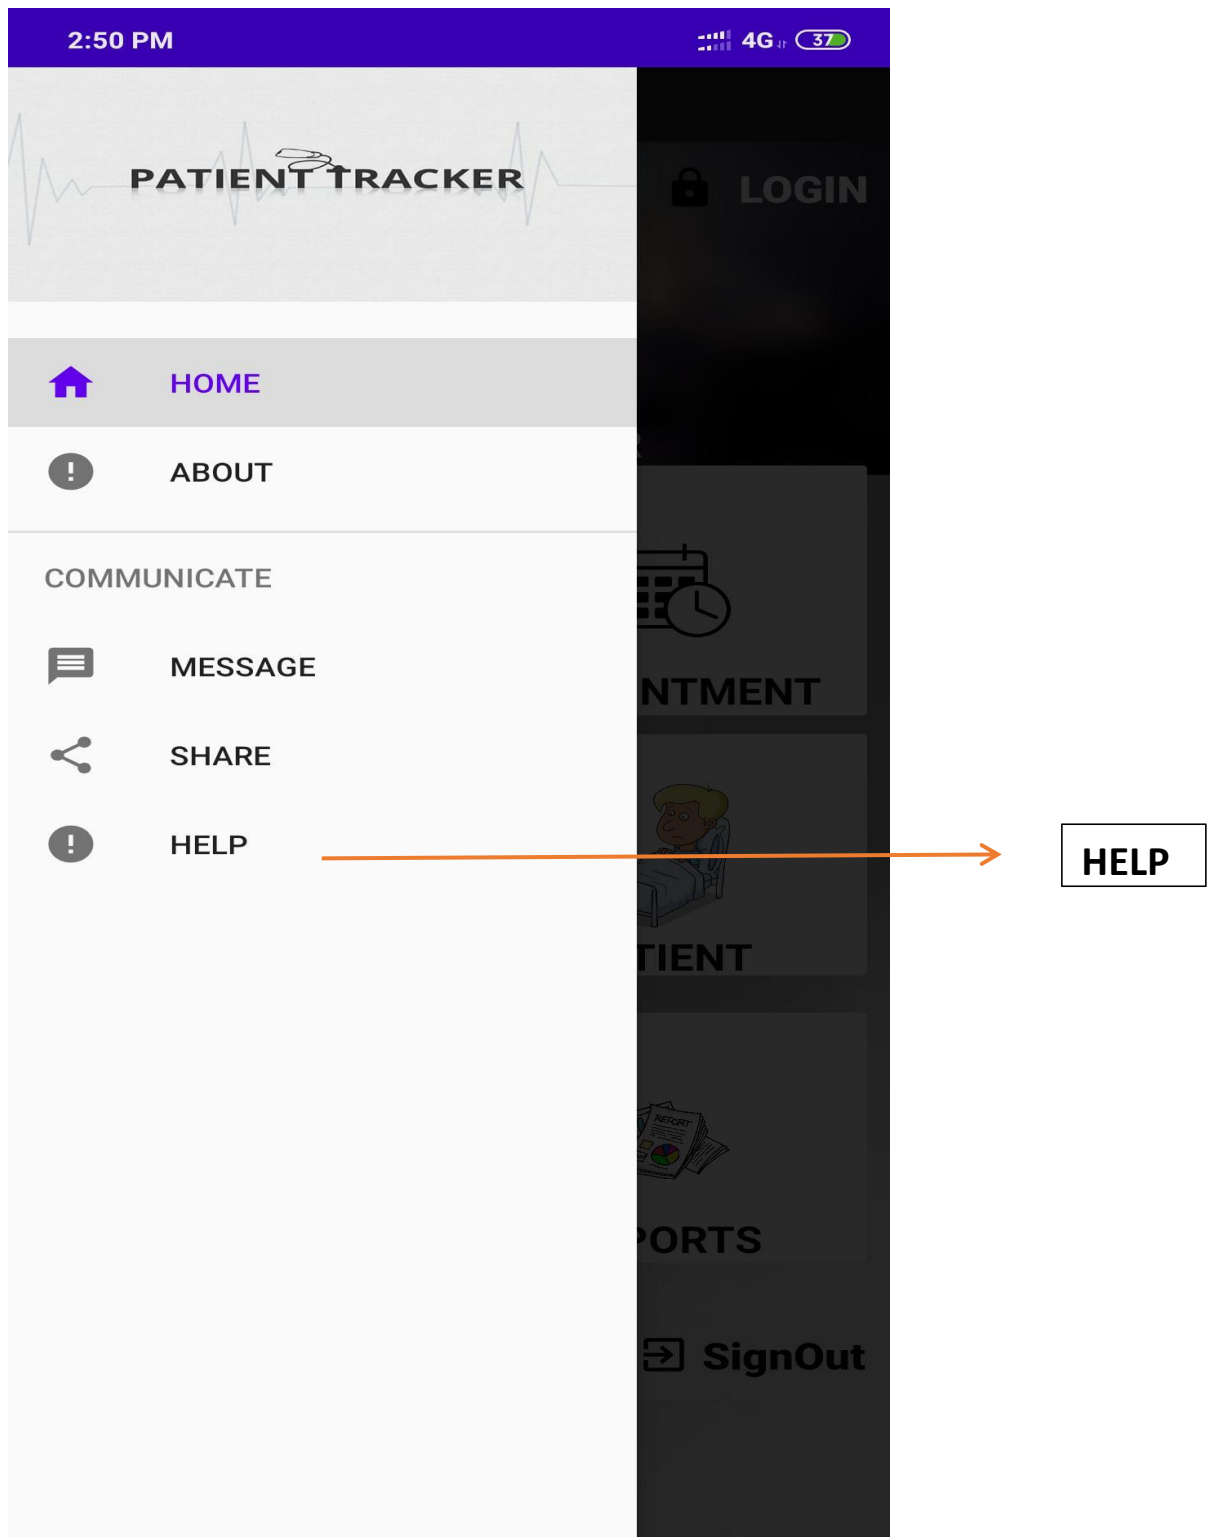 2:50 PM 4G 37
PATIENT TRACKER
LOGIN
HOME
R
ABOUT
COMMUNICATE
MESSAGE
NTMENT
SHARE
HELP
HELP
TIENT
REPORT
PORTS
SignOut